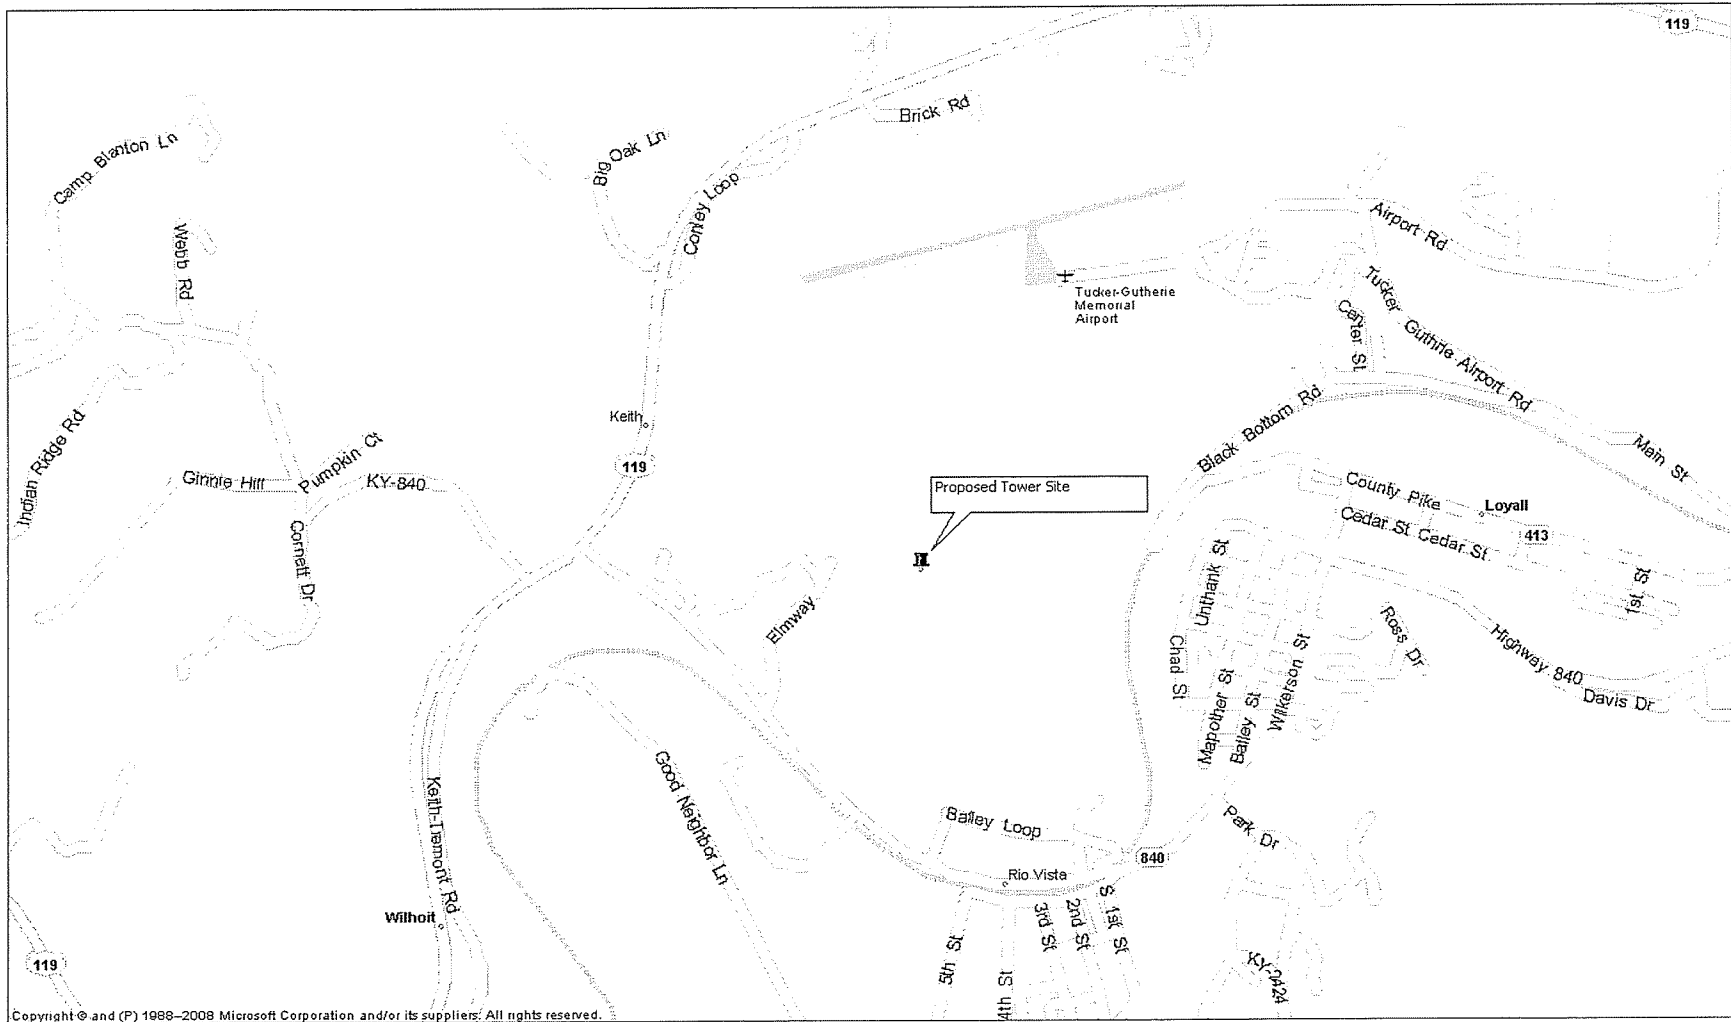 119
Brick Rd
Camp Blanton Ln
Big Oak Ln
Conley Loop
Webb Rd
Airport Rd
Tucker-Gutherie
Memorial
Airport
Tucker Guthrie Airport Rd
Center St
Keith
119
Black Bottom Rd
Main St
Indian Ridge Rd
Pumpkin Ct
Ginnie Hill
KY-840
Proposed Tower Site
County Pike
Loyall
Cedar St Cedar St
413
Cornett Dr
Unthank St
1st St
Elmway
Ross Dr
Highway 840
Chad St
Wilkerson St
Davis Dr
Mapother St
Bailey St
Good Neighbor Ln
Keith-Tremont Rd
Bailey Loop
Park Dr
840
Rio Vista
Wilhoit
S 1st St
2nd St
3rd St
5th St
4th St
119
KY-2424
Copyright © and (P) 1988–2008 Microsoft Corporation and/or its suppliers. All rights reserved.